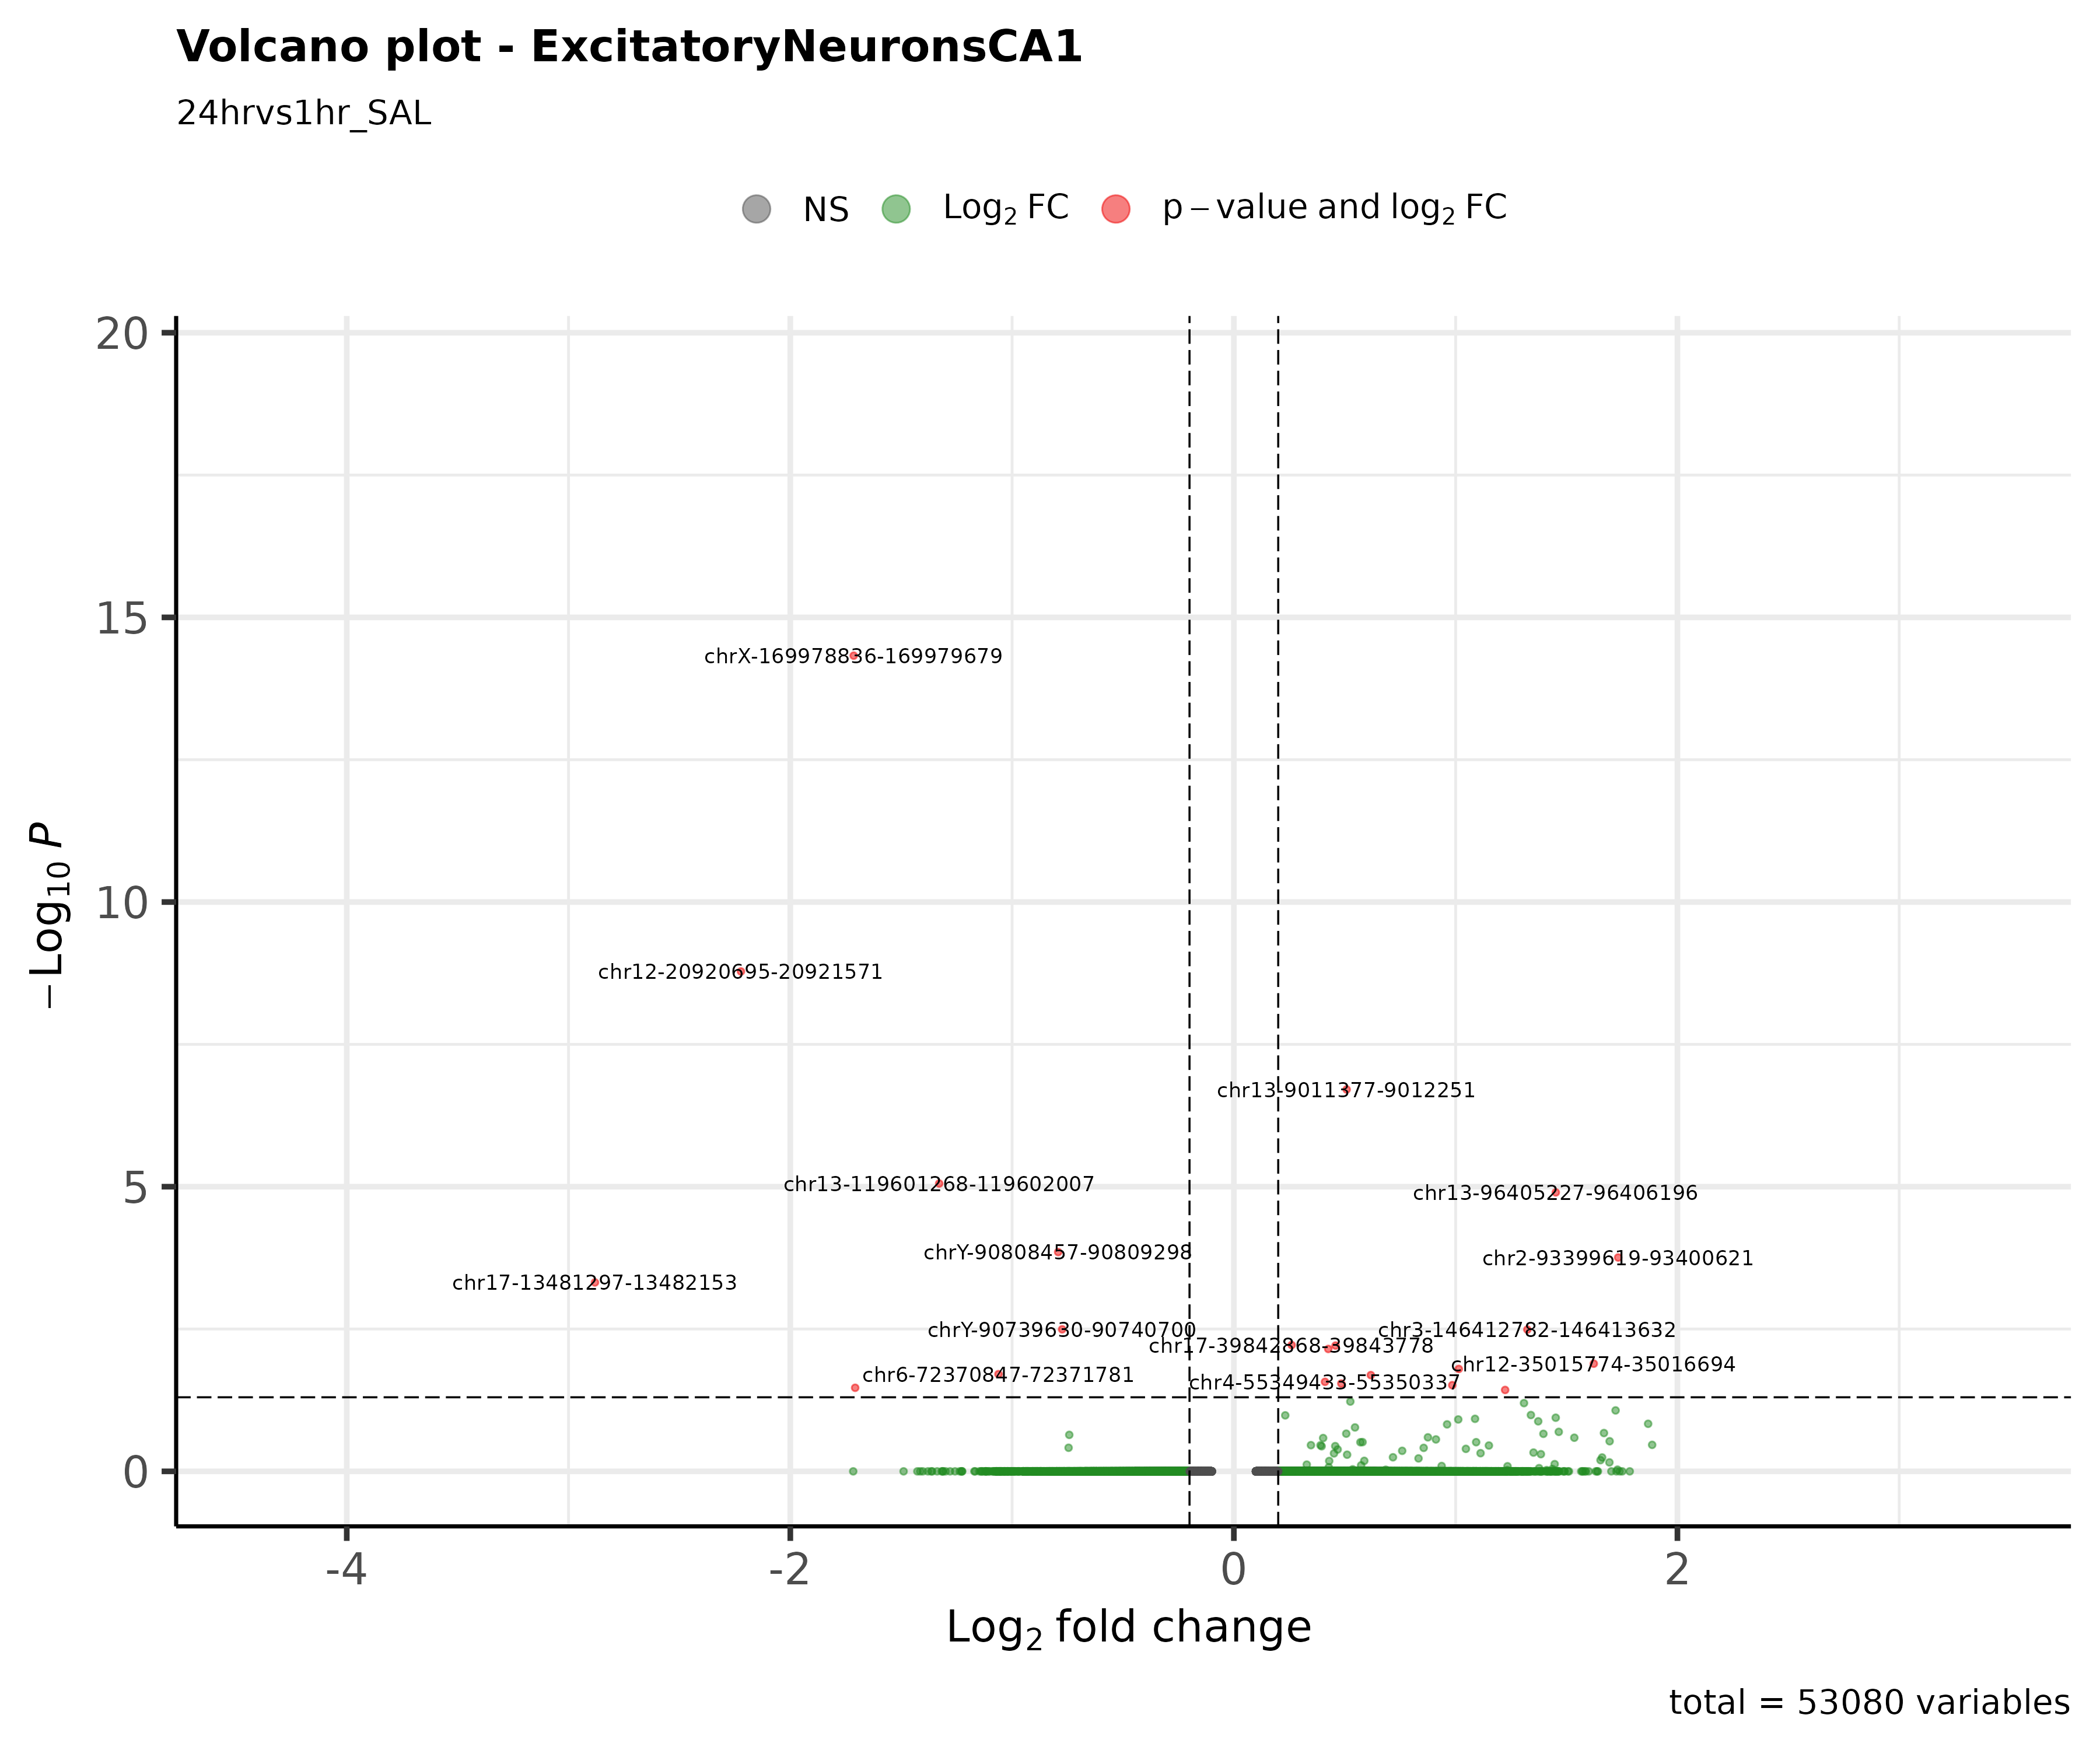 Volcano plot - ExcitatoryNeuronsCA1
24hrvs1hr_SAL
NS Log2 FC p – value and log2 FC
20
15
10
5
0
−Log10 P
chrX-169978836-169979679
chr12-20920695-20921571
chr13-9011377-9012251
chr13-119601268-119602007
chr13-96405227-96406196
chrY-90808457-90809298
chr2-93399619-93400621
chr17-13481297-13482153
chrY-90739630-90740700
chr3-146412782-146413632
chr17-39842868-39843778
chr12-35015774-35016694
chr6-72370847-72371781
chr4-55349433-55350337
-4 -2 0 2
Log2 fold change
total = 53080 variables